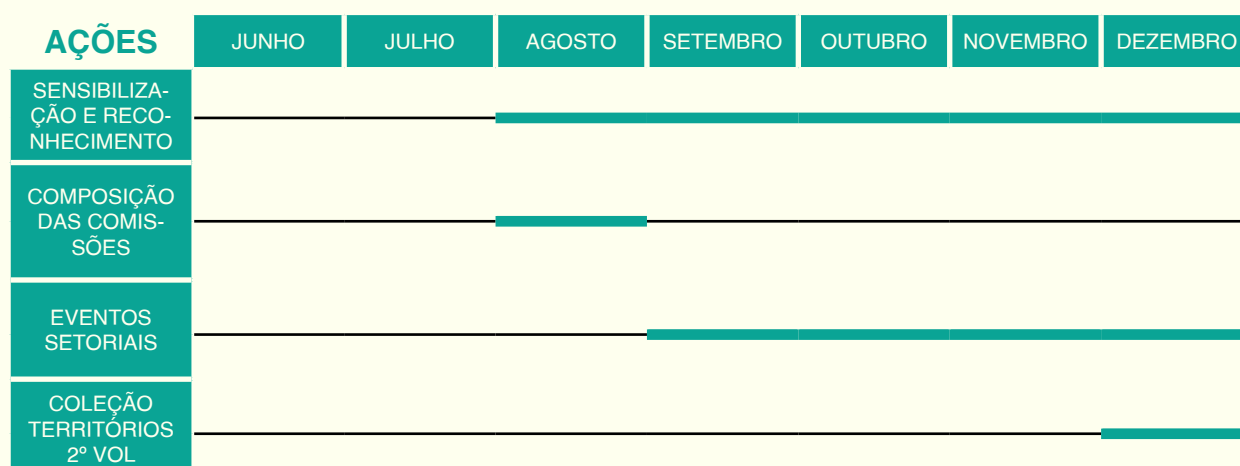 AÇÕES
JUNHO
JULHO
AGOSTO
SETEMBRO
OUTUBRO
NOVEMBRO
DEZEMBRO
SENSIBILIZA-
ÇÃO E RECO-
NHECIMENTO
COMPOSIÇÃO
DAS COMIS-
SÕES
EVENTOS
SETORIAIS
COLEÇÃO
TERRITÓRIOS
2º VOL